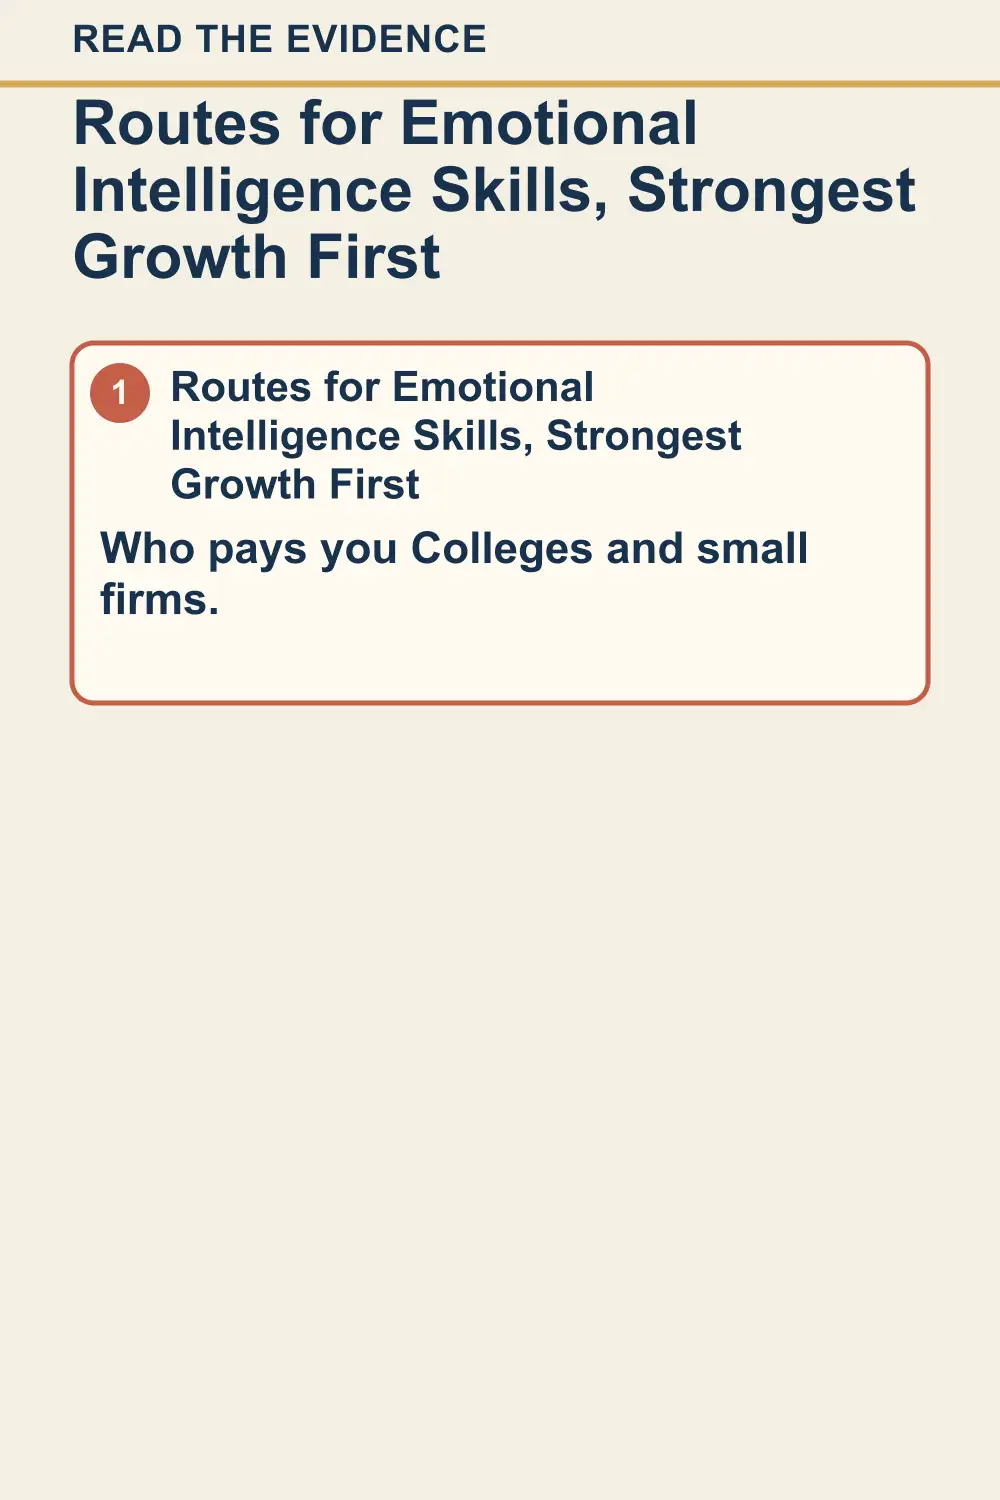 READ THE EVIDENCE
Routes for Emotional
Intelligence Skills, Strongest
Growth First
1
Routes for Emotional
Intelligence Skills, Strongest
Growth First
Who pays you Colleges and small
firms.